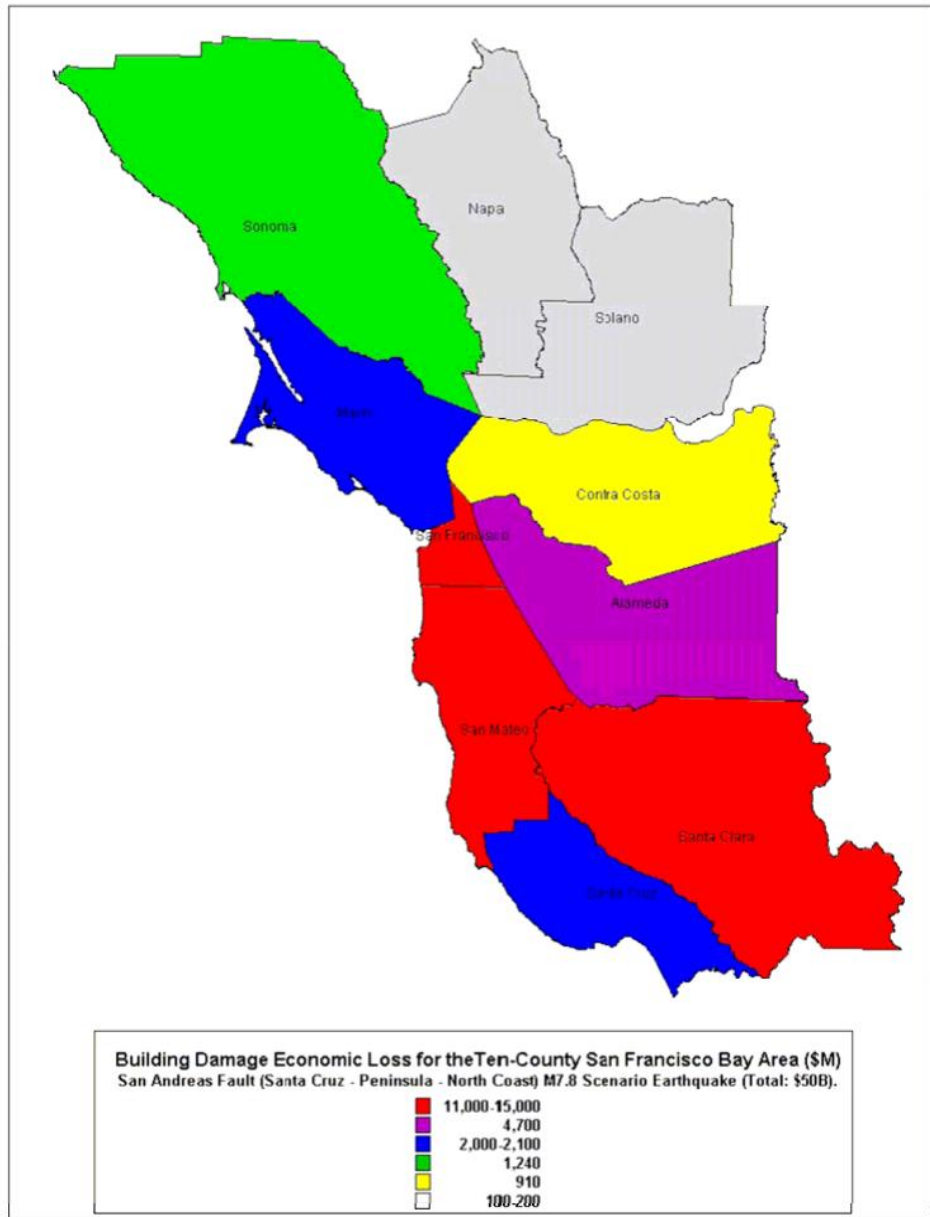 Napa
Sonoma
Solano
Marin
Contra Costa
San Francisco
Alameda
San Mateo
Santa Clara
Santa Cruz
Building Damage Economic Loss for theTen-County San Francisco Bay Area ($M)
San Andreas Fault (Santa Cruz - Peninsula - North Coast) M7.8 Scenario Earthquake (Total: $50B).
11,000-15,000
4,700
2,000-2,100
1,240
910
100-200